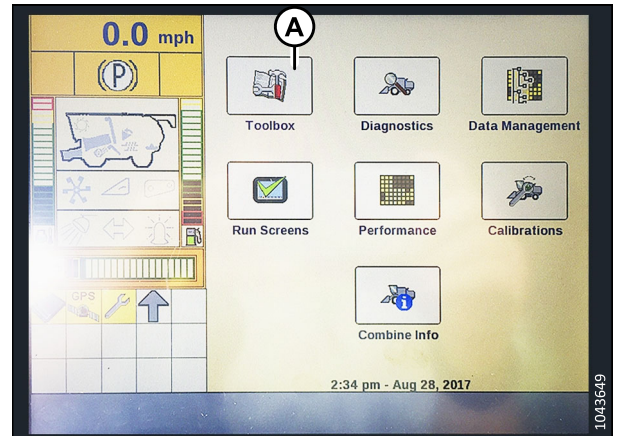 0.0 mph
A
(P)
Toolbox
Diagnostics
Data Management
Run Screens
Performance
Calibrations
GPS
Combine Info
2:34 pm - Aug 28, 2017
1043649